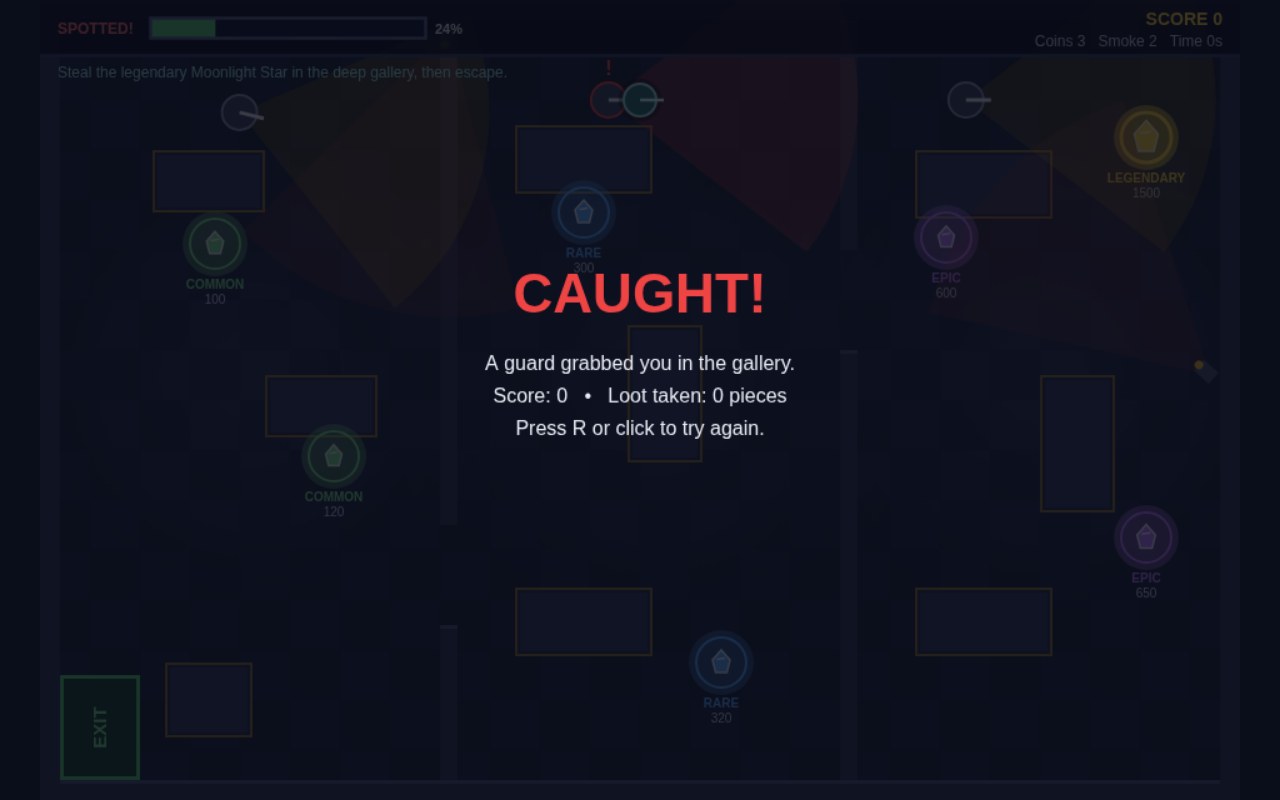 SPOTTED!
24%
SCORE 0
Coins 3 Smoke 2 Time 0s
Steal the legendary Moonlight Star in the deep gallery, then escape.
!
LEGENDARY
1500
RARE
300
EPIC
600
COMMON
100
CAUGHT!
A guard grabbed you in the gallery.
Score: 0 • Loot taken: 0 pieces
Press R or click to try again.
COMMON
120
EPIC
650
RARE
320
EXIT